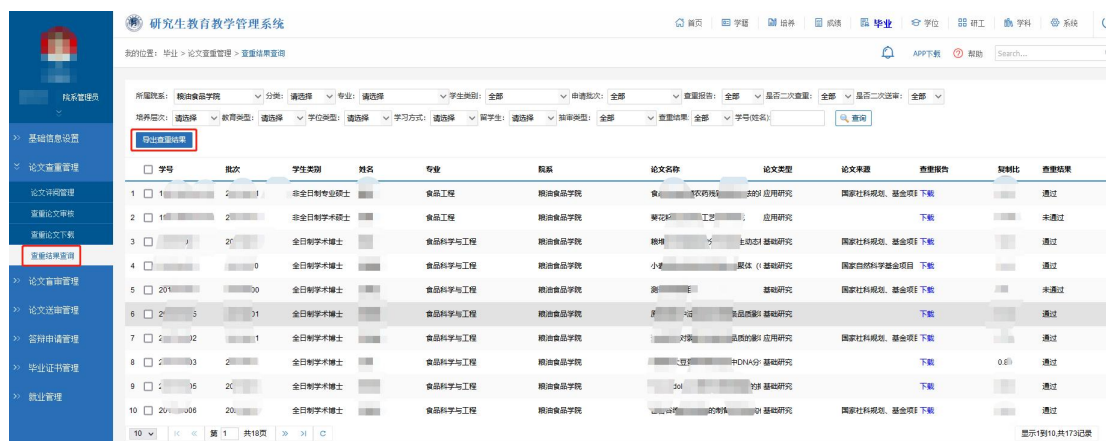 研究生教育教学管理系统 首页 学籍 培养 成绩 毕业 学位 研工 学科 系统
我的位置: 毕业 > 论文查重管理 > 查重结果查询 APP下载 帮助 Search...
院系管理员
基础信息设置
论文查重管理
论文评阅管理
查重论文审核
查重论文下载
查重结果查询
论文盲审管理
论文送审管理
答辩申请管理
毕业证书管理
就业管理
所属院系: 粮油食品学院 分类: 请选择 专业: 请选择 学生类别: 全部 申请批次: 全部 查重报告: 全部 是否二次查重: 全部 是否二次送审: 全部
培养层次: 请选择 教育类型: 请选择 学位类型: 请选择 学习方式: 请选择 留学生: 请选择 抽审类型: 全部 查重结果: 全部 学号(姓名): 查询
导出查重结果
学号 批次 学生类别 姓名 专业 院系 论文名称 论文类型 论文来源 查重报告 复制比 查重结果
1 非全日制专业硕士 食品工程 粮油食品学院 应用研究 国家社科规划、基金项目 下载 通过
2 非全日制学术硕士 食品工程 粮油食品学院 工艺 应用研究 下载 未通过
3 全日制学术博士 食品科学与工程 粮油食品学院 基础研究 国家社科规划、基金项目 下载 通过
4 全日制学术博士 食品科学与工程 粮油食品学院 小麦 聚体 基础研究 国家自然科学基金项目 下载 通过
5 201 00 全日制学术博士 食品科学与工程 粮油食品学院 基础研究 国家社科规划、基金项目 下载 未通过
6 01 全日制学术博士 食品科学与工程 粮油食品学院 基础研究 下载 通过
7 全日制学术博士 食品科学与工程 粮油食品学院 品质的影 应用研究 国家社科规划、基金项目 下载 通过
8 03 全日制学术博士 食品科学与工程 粮油食品学院 中DNA分 基础研究 下载 0.8 通过
9 05 20 全日制学术博士 食品科学与工程 粮油食品学院 基础研究 下载 通过
10 006 全日制学术博士 食品科学与工程 粮油食品学院 的制备 基础研究 国家社科规划、基金项目 下载 通过
10 第 1 共18页 显示1到10,共173记录